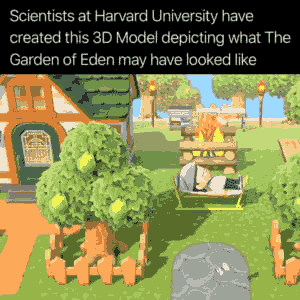 Scientists at Harvard University have
created this 3D Model depicting what The
Garden of Eden may have looked like